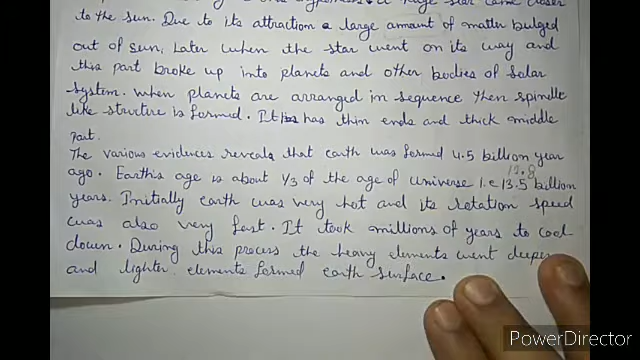 huge star came closer
to the sun. Due to its attraction a large amount of matter bulged
out of sun. Later when the star went on its way and
this part broke up into planets and other bodies of solar
system. When planets are arranged in sequence then spindle
like structure is formed. It has thin ends and thick middle
part.
The various evidences reveals that earth was formed 4.5 billion year
ago. Earth's age is about 1/3 of the age of universe i.e 13.5 billion
13.8
years. Initially earth was very hot and its rotation speed
was also very fast. It took millions of years to cool
down. During this process the heavy elements went deeper
and lighter elements formed earth surface.
PowerDirector